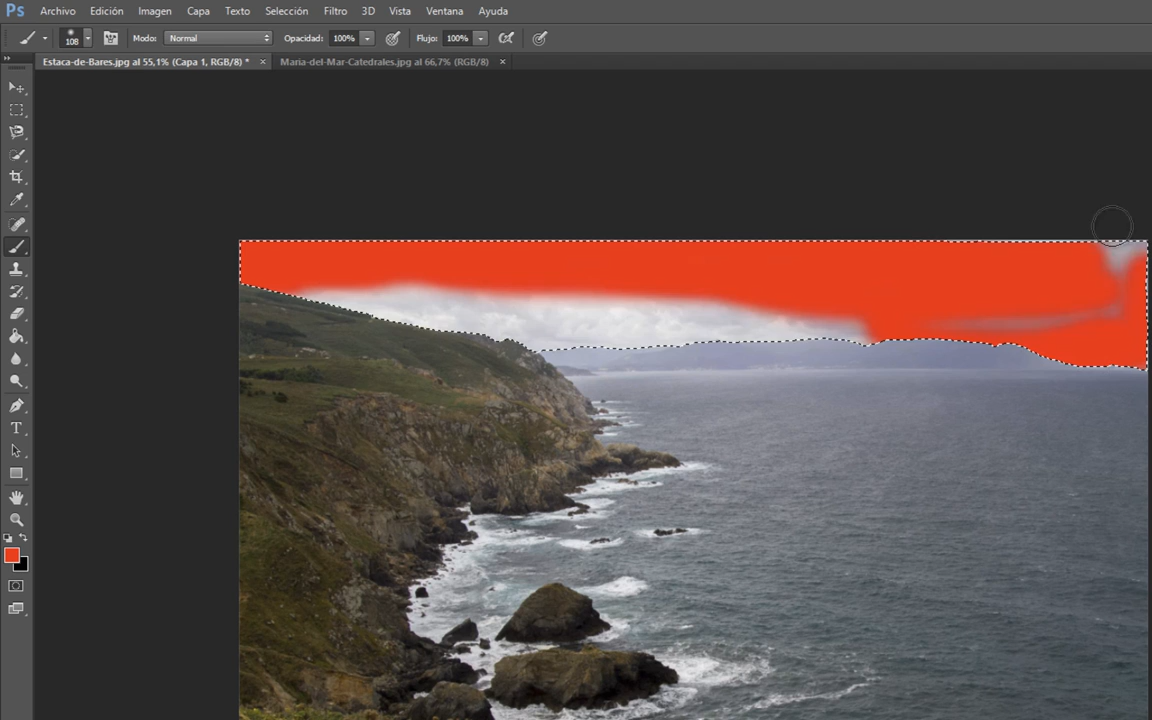 Ps Archivo Edición Imagen Capa Texto Selección Filtro 3D Vista Ventana Ayuda
108 Modo: Normal Opacidad: 100% Flujo: 100%
Estaca-de-Bares.jpg al 55,1% (Capa 1, RGB/8) * × Maria-del-Mar-Catedrales.jpg al 66,7% (RGB/8) ×
T